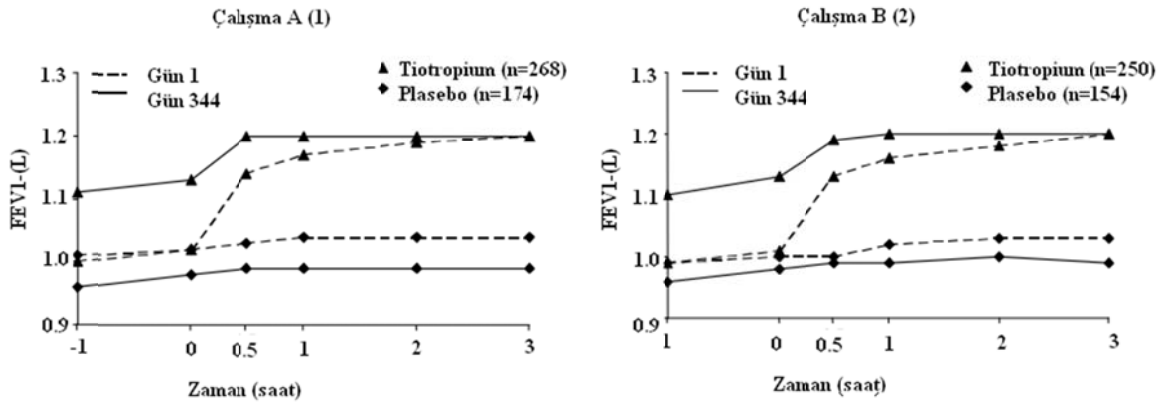 Çalışma A (1)
Gün 1
Gün 344
Tiotropium (n=268)
Plasebo (n=174)
FEV1-(L)
1.3
1.2
1.1
1.0
0.9
-1
0
0.5
1
2
3
Zaman (saat)
Çalışma B (2)
Gün 1
Gün 344
Tiotropium (n=250)
Plasebo (n=154)
FEV1-(L)
1.3
1.2
1.1
1.0
0.9
1
0
0.5
1
2
3
Zaman (saat)